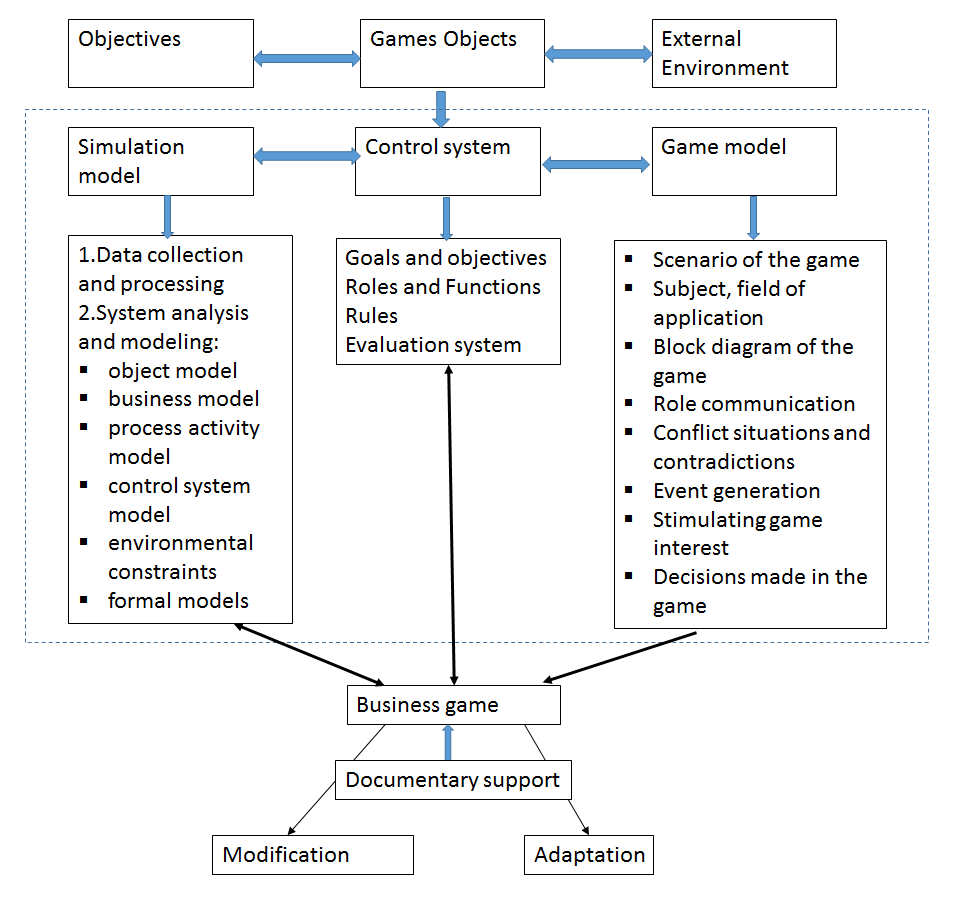 Objectives
Games Objects
External
Environment
Simulation
model
Control system
Game model
1.Data collection
and processing
2.System analysis
and modeling:
▪ object model
▪ business model
▪ process activity
model
▪ control system
model
▪ environmental
constraints
▪ formal models
Goals and objectives
Roles and Functions
Rules
Evaluation system
▪ Scenario of the game
▪ Subject, field of
application
▪ Block diagram of the
game
▪ Role communication
▪ Conflict situations and
contradictions
▪ Event generation
▪ Stimulating game
interest
▪ Decisions made in the
game
Business game
Documentary support
Modification
Adaptation